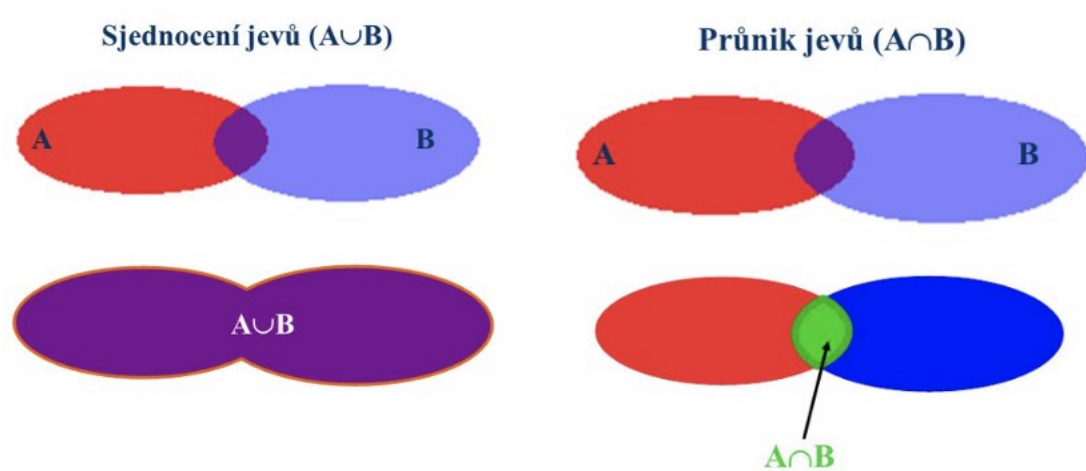 Sjednocení jevů (A∪B)
A
B
A∪B
Průnik jevů (A∩B)
A
B
A∩B